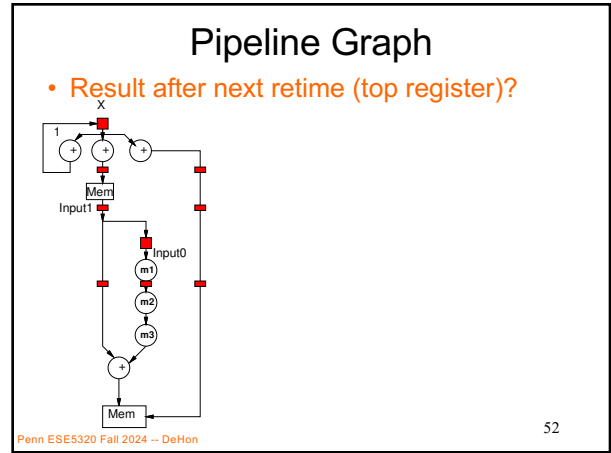 Pipeline Graph
• Result after next retime (top register)?
X
1
+ + +
Mem
Input1
Input0
m1
m2
m3
+
Mem
Penn ESE5320 Fall 2024 -- DeHon
52